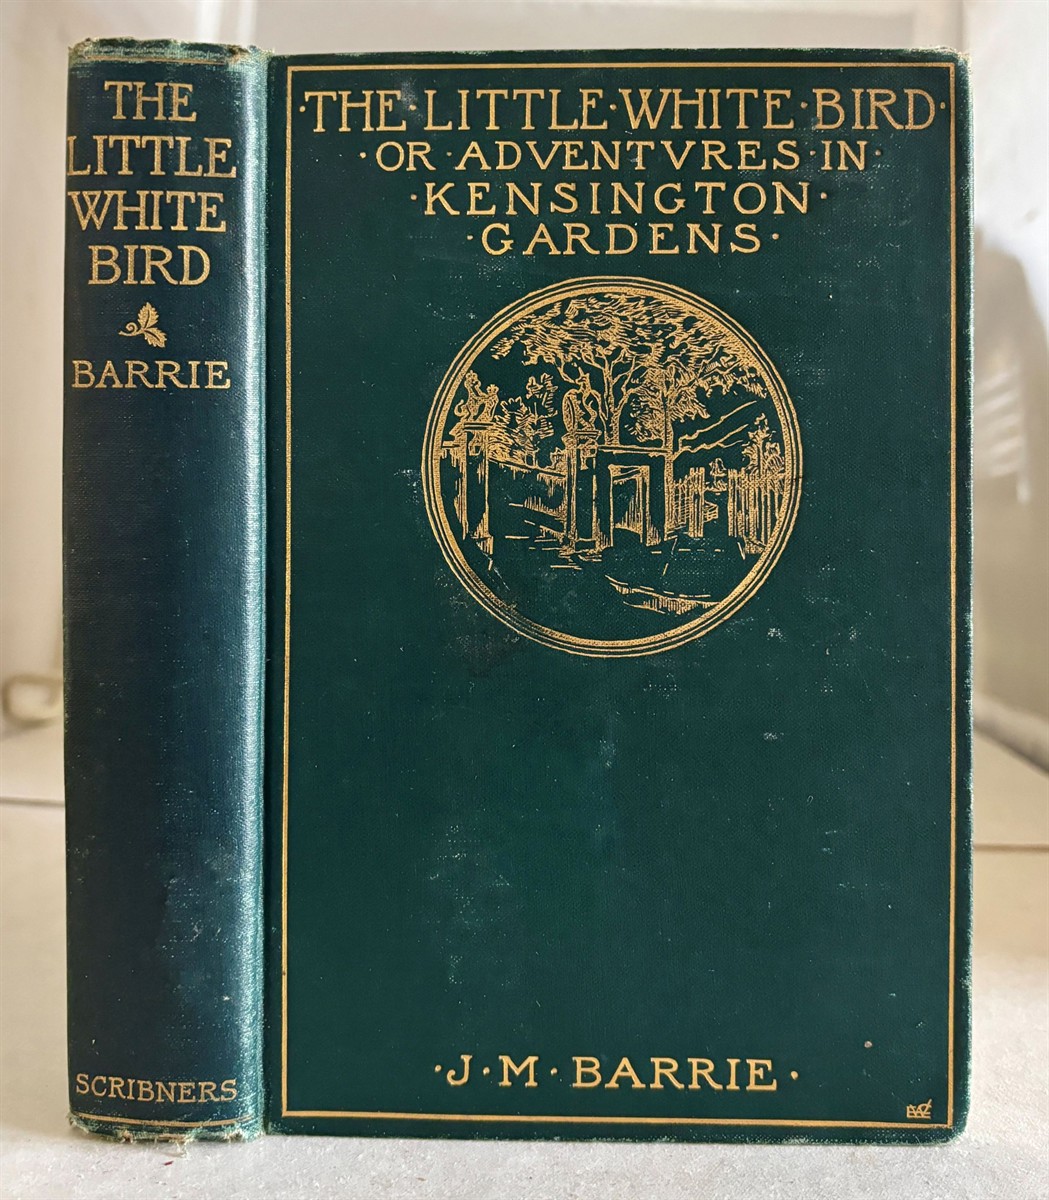 THE
LITTLE
WHITE
BIRD
BARRIE
SCRIBNERS
·THE·LITTLE·WHITE·BIRD·
·OR·ADVENTVRES·IN·
·KENSINGTON·
·GARDENS·
·J·M·BARRIE·